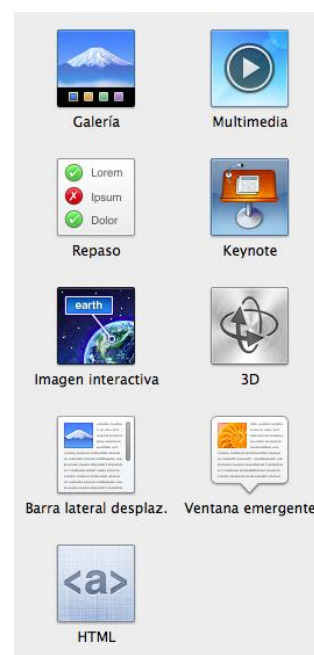 Galería
Multimedia
Lorem
Ipsum
Dolor
Repaso
Keynote
earth
Imagen interactiva
3D
Barra lateral desplaz.
Ventana emergente
<a>
HTML